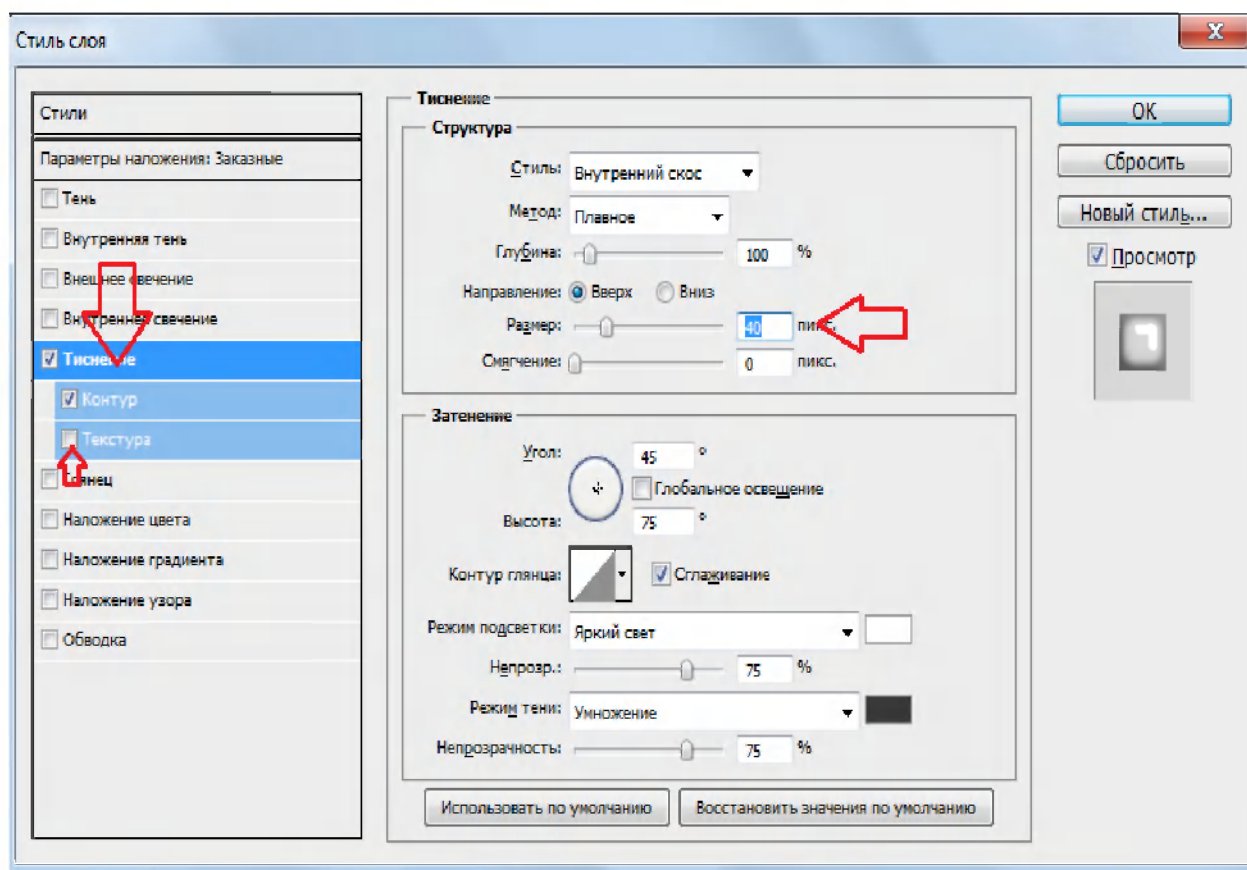 Стиль слоя
Стили
Параметры наложения: Заказные
Тень
Внутренняя тень
Внешнее свечение
Внутреннее свечение
Тиснение
Контур
Текстура
Глянец
Наложение цвета
Наложение градиента
Наложение узора
Обводка
Тиснение
Структура
Стиль: Внутренний скос
Метод: Плавное
Глубина: 100 %
Направление: Вверх Вниз
Размер: 40 пикс.
Смягчение: 0 пикс.
Затенение
Угол: 45 °
Глобальное освещение
Высота: 75 °
Контур глянца: Сглаживание
Режим подсветки: Яркий свет
Непрозр.: 75 %
Режим тени: Умножение
Непрозрачность: 75 %
Использовать по умолчанию Восстановить значения по умолчанию
OK
Сбросить
Новый стиль...
Просмотр